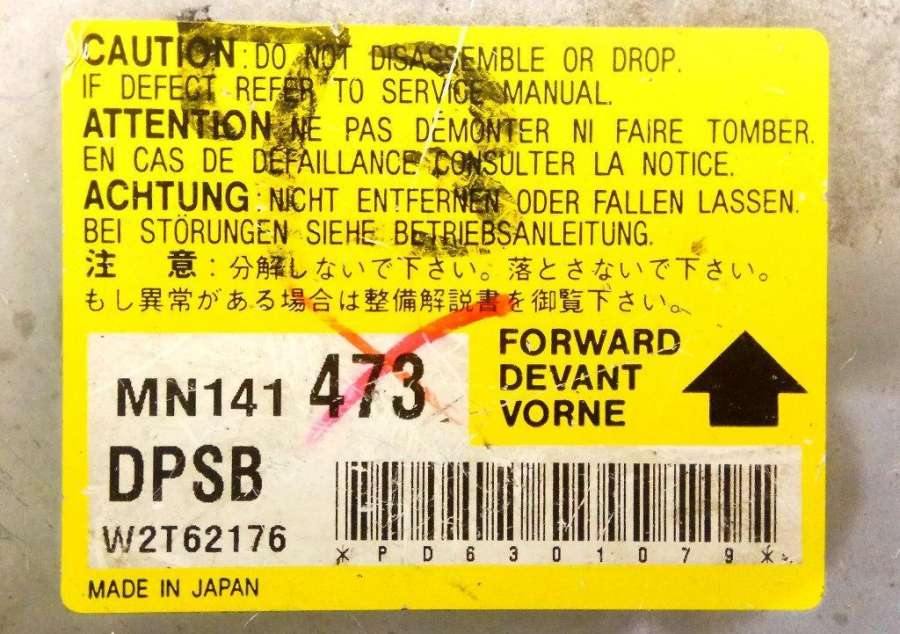 CAUTION : DO NOT DISASSEMBLE OR DROP.
IF DEFECT REFER TO SERVICE MANUAL.
ATTENTION : NE PAS DÉMONTER NI FAIRE TOMBER.
EN CAS DE DÉFAILLANCE CONSULTER LA NOTICE.
ACHTUNG : NICHT ENTFERNEN ODER FALLEN LASSEN.
BEI STÖRUNGEN SIEHE BETRIEBSANLEITUNG.
注 意：分解しないで下さい。落とさないで下さい。
もし異常がある場合は整備解説書を御覧下さい。
MN141 473
FORWARD
DEVANT
VORNE
DPSB
W2T62176
*PD6301079*
MADE IN JAPAN